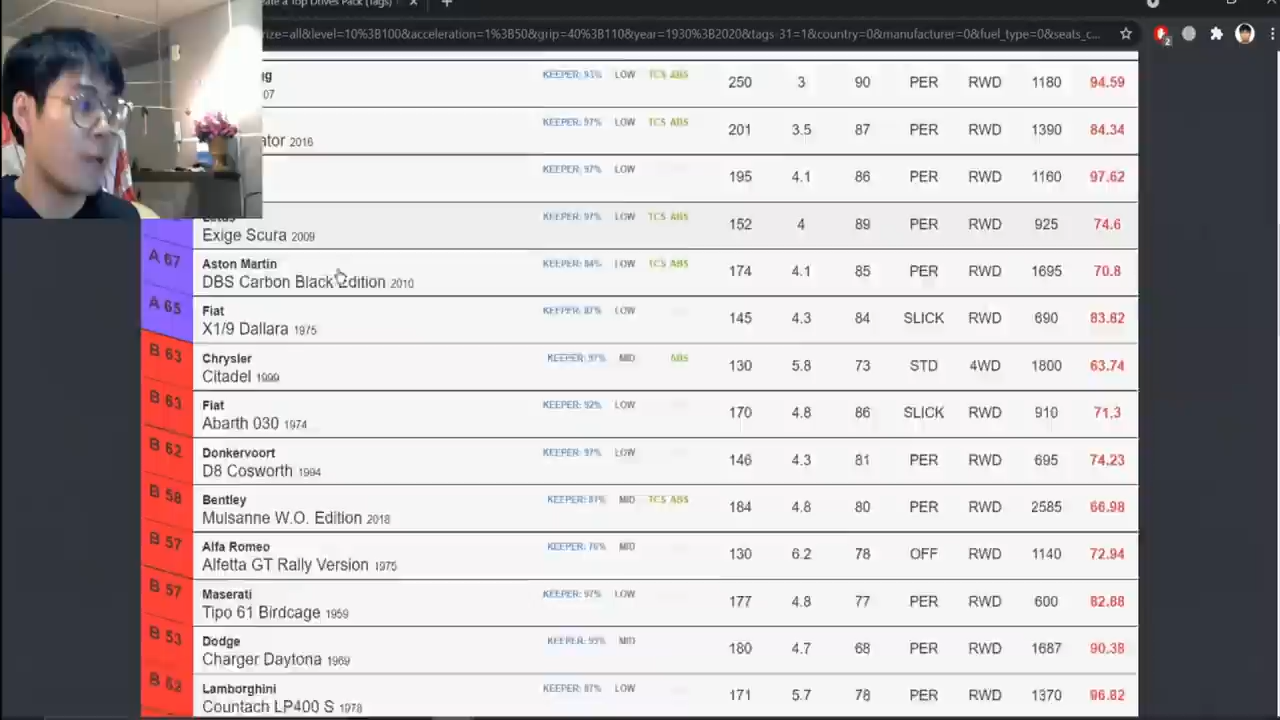 eate a Top Drives Pack (Tags)
rize=all&level=10%3B100&acceleration=1%3B50&grip=40%3B110&year=1930%3B2020&tags 31=1&country=0&manufacturer=0&fuel_type=0&seats_c...
2
ng KEEPER: 93% LOW TCS ABS 250 3 90 PER RWD 1180 94.59
07
KEEPER: 97% LOW TCS ABS 201 3.5 87 PER RWD 1390 84.34
ator 2016
KEEPER: 97% LOW 195 4.1 86 PER RWD 1160 97.62
Lotus KEEPER: 97% LOW TCS ABS 152 4 89 PER RWD 925 74.6
Exige Scura 2009
A 67 Aston Martin KEEPER: 84% LOW TCS ABS 174 4.1 85 PER RWD 1695 70.8
DBS Carbon Black Edition 2010
A 65 Fiat KEEPER: 87% LOW 145 4.3 84 SLICK RWD 690 83.82
X1/9 Dallara 1975
B 63 Chrysler KEEPER: 97% MID ABS 130 5.8 73 STD 4WD 1800 63.74
Citadel 1999
B 63 Fiat KEEPER: 92% LOW 170 4.8 86 SLICK RWD 910 71.3
Abarth 030 1974
B 62 Donkervoort KEEPER: 97% LOW 146 4.3 81 PER RWD 695 74.23
D8 Cosworth 1994
B 58 Bentley KEEPER: 81% MID TCS ABS 184 4.8 80 PER RWD 2585 66.98
Mulsanne W.O. Edition 2018
B 57 Alfa Romeo KEEPER: 76% MID 130 6.2 78 OFF RWD 1140 72.94
Alfetta GT Rally Version 1975
B 57 Maserati KEEPER: 97% LOW 177 4.8 77 PER RWD 600 82.88
Tipo 61 Birdcage 1959
B 53 Dodge KEEPER: 99% MID 180 4.7 68 PER RWD 1687 90.38
Charger Daytona 1969
B 52 Lamborghini KEEPER: 87% LOW 171 5.7 78 PER RWD 1370 96.82
Countach LP400 S 1978